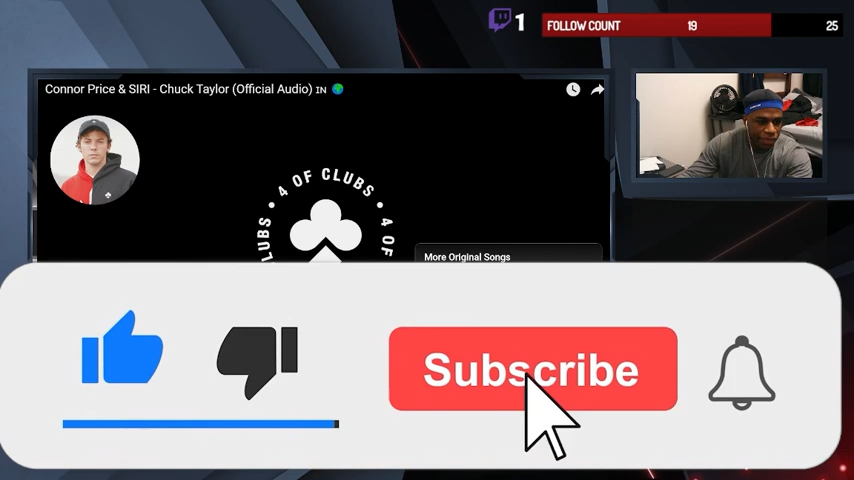 1
FOLLOW COUNT 19 25
Connor Price & SIRI - Chuck Taylor (Official Audio) IN
4 OF CLUBS • 4 OF
CLUBS
More Original Songs
Subscribe